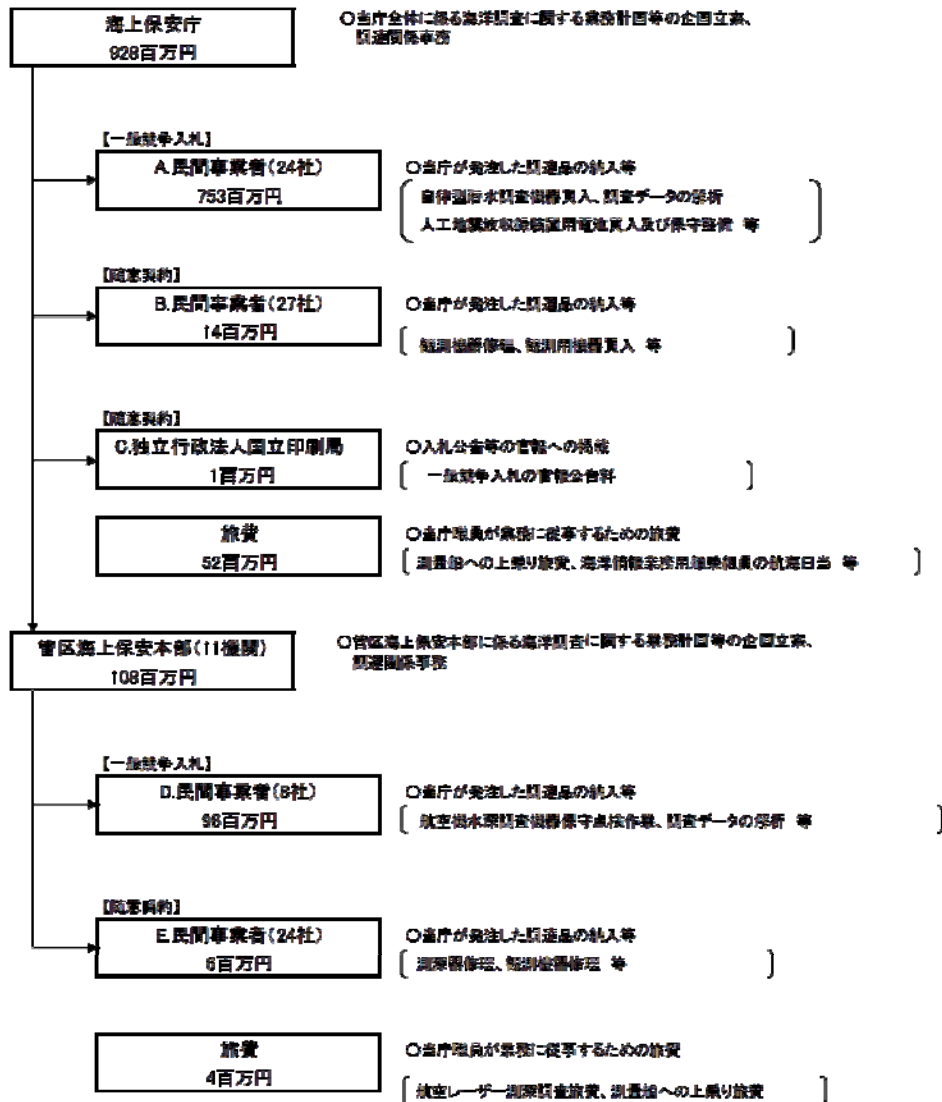 海上保安庁
928百万円
○当庁全体に係る海洋調査に関する業務計画等の企画立案、
調達関係事務
【一般競争入札】
A.民間事業者(24社)
753百万円
○当庁が発注した調達品の納入等
自律型潜水調査機器買入、調査データの解析
人工地震波収録装置用電池買入及び保守整備 等
【随意契約】
B.民間事業者(27社)
14百万円
○当庁が発注した調達品の納入等
観測機器修理、観測用機器買入 等
【随意契約】
C.独立行政法人国立印刷局
1百万円
○入札公告等の官報への掲載
一般競争入札の官報公告料
旅費
52百万円
○当庁職員が業務に従事するための旅費
測量船への上乗り旅費、海洋情報業務用船乗組員の航海日当 等
管区海上保安本部(11機関)
108百万円
○管区海上保安本部に係る海洋調査に関する業務計画等の企画立案、
調達関係事務
【一般競争入札】
D.民間事業者(8社)
98百万円
○当庁が発注した調達品の納入等
航空機水深調査機器保守点検作業、調査データの解析 等
【随意契約】
E.民間事業者(24社)
6百万円
○当庁が発注した調達品の納入等
測深器修理、観測機器修理 等
旅費
4百万円
○当庁職員が業務に従事するための旅費
航空レーザー測深調査旅費、測量船への上乗り旅費